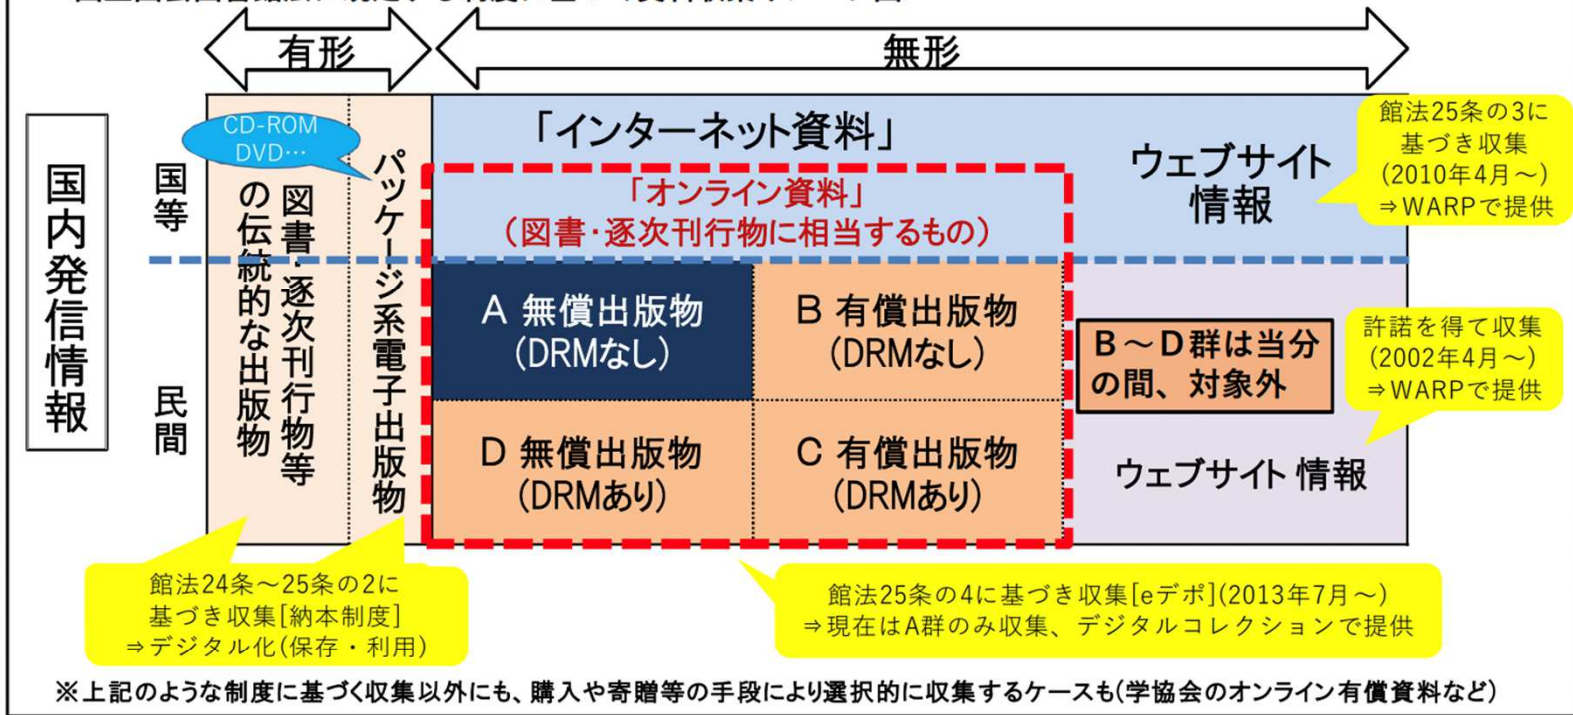 有形
無形
国内発信情報
国等
民間
CD-ROM
DVD…
図書・逐次刊行物等
の伝統的な出版物
パッケージ系電子出版物
「インターネット資料」
「オンライン資料」
（図書・逐次刊行物に相当するもの）
ウェブサイト
情報
館法25条の3に
基づき収集
(2010年4月～)
⇒WARPで提供
A 無償出版物
(DRMなし)
B 有償出版物
(DRMなし)
D 無償出版物
(DRMあり)
C 有償出版物
(DRMあり)
B～D群は当分
の間、対象外
許諾を得て収集
(2002年4月～)
⇒WARPで提供
ウェブサイト 情報
館法24条～25条の2に
基づき収集[納本制度]
⇒デジタル化(保存・利用)
館法25条の4に基づき収集[eデポ](2013年7月～)
⇒現在はA群のみ収集、デジタルコレクションで提供
※上記のような制度に基づく収集以外にも、購入や寄贈等の手段により選択的に収集するケースも(学協会のオンライン有償資料など)